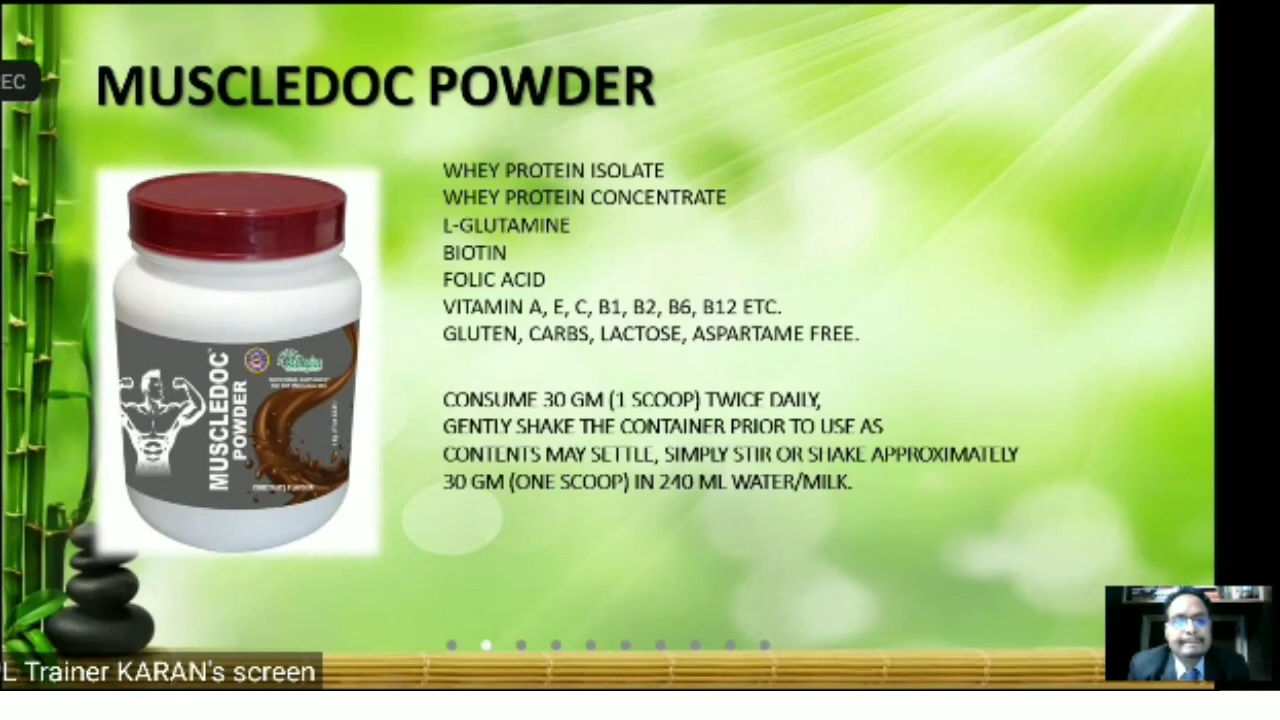 EC
MUSCLEDOC POWDER
WHEY PROTEIN ISOLATE
WHEY PROTEIN CONCENTRATE
L-GLUTAMINE
BIOTIN
FOLIC ACID
VITAMIN A, E, C, B1, B2, B6, B12 ETC.
GLUTEN, CARBS, LACTOSE, ASPARTAME FREE.
CONSUME 30 GM (1 SCOOP) TWICE DAILY,
GENTLY SHAKE THE CONTAINER PRIOR TO USE AS
CONTENTS MAY SETTLE, SIMPLY STIR OR SHAKE APPROXIMATELY
30 GM (ONE SCOOP) IN 240 ML WATER/MILK.
MUSCLEDOC
POWDER
L Trainer KARAN's screen